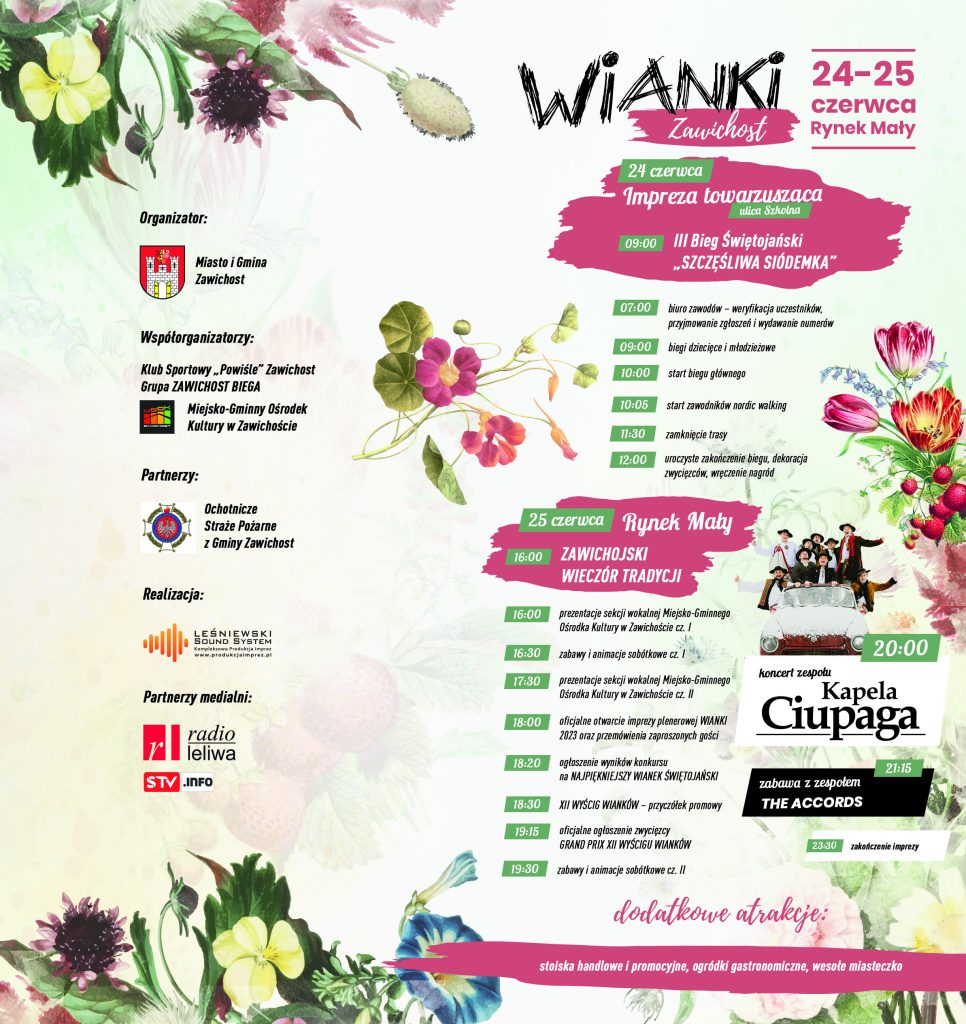 WiANKi
Zawichost
24-25
czerwca
Rynek Mały
24 czerwca
Impreza towarzusząca
ulica Szkolna
09:00 III Bieg Świętojański
„SZCZĘŚLIWA SIÓDEMKA”
07:00 biuro zawodów – weryfikacja uczestników,
przyjmowanie zgłoszeń i wydawanie numerów
09:00 biegi dziecięce i młodzieżowe
10:00 start biegu głównego
10:05 start zawodników nordic walking
11:30 zamknięcie trasy
12:00 uroczyste zakończenie biegu, dekoracja
zwycięzców, wręczenie nagród
Organizator:
Miasto i Gmina
Zawichost
Współorganizatorzy:
Klub Sportowy „Powiśle” Zawichost
Grupa ZAWICHOST BIEGA
Miejsko-Gminny Ośrodek
Kultury w Zawichoście
Partnerzy:
Ochotnicze
Straże Pożarne
z Gminy Zawichost
Realizacja:
LEŚNIEWSKI
SOUND SYSTEM
Kompleksowa Produkcja Imprez
www.produkcjaimprez.pl
Partnerzy medialni:
rl radio
leliwa
STV.INFO
25 czerwca Rynek Mały
16:00 ZAWICHOJSKI
WIECZÓR TRADYCJI
16:00 prezentacje sekcji wokalnej Miejsko-Gminnego
Ośrodka Kultury w Zawichoście cz. I
16:30 zabawy i animacje sobótkowe cz. I
17:30 prezentacje sekcji wokalnej Miejsko-Gminnego
Ośrodka Kultury w Zawichoście cz. II
18:00 oficjalne otwarcie imprezy plenerowej WIANKI
2023 oraz przemówienia zaproszonych gości
18:20 ogłoszenie wyników konkursu
na NAJPIĘKNIEJSZY WIANEK ŚWIĘTOJAŃSKI
18:30 XII WYŚCIG WIANKÓW – przyczółek promowy
19:15 oficjalne ogłoszenie zwycięzcy
GRAND PRIX XII WYŚCIGU WIANKÓW
19:30 zabawy i animacje sobótkowe cz. II
20:00
koncert zespołu
Kapela
Ciupaga
21:15
zabawa z zespołem
THE ACCORDS
23:30 zakończenie imprezy
dodatkowe atrakcje:
stoiska handlowe i promocyjne, ogródki gastronomiczne, wesołe miasteczko